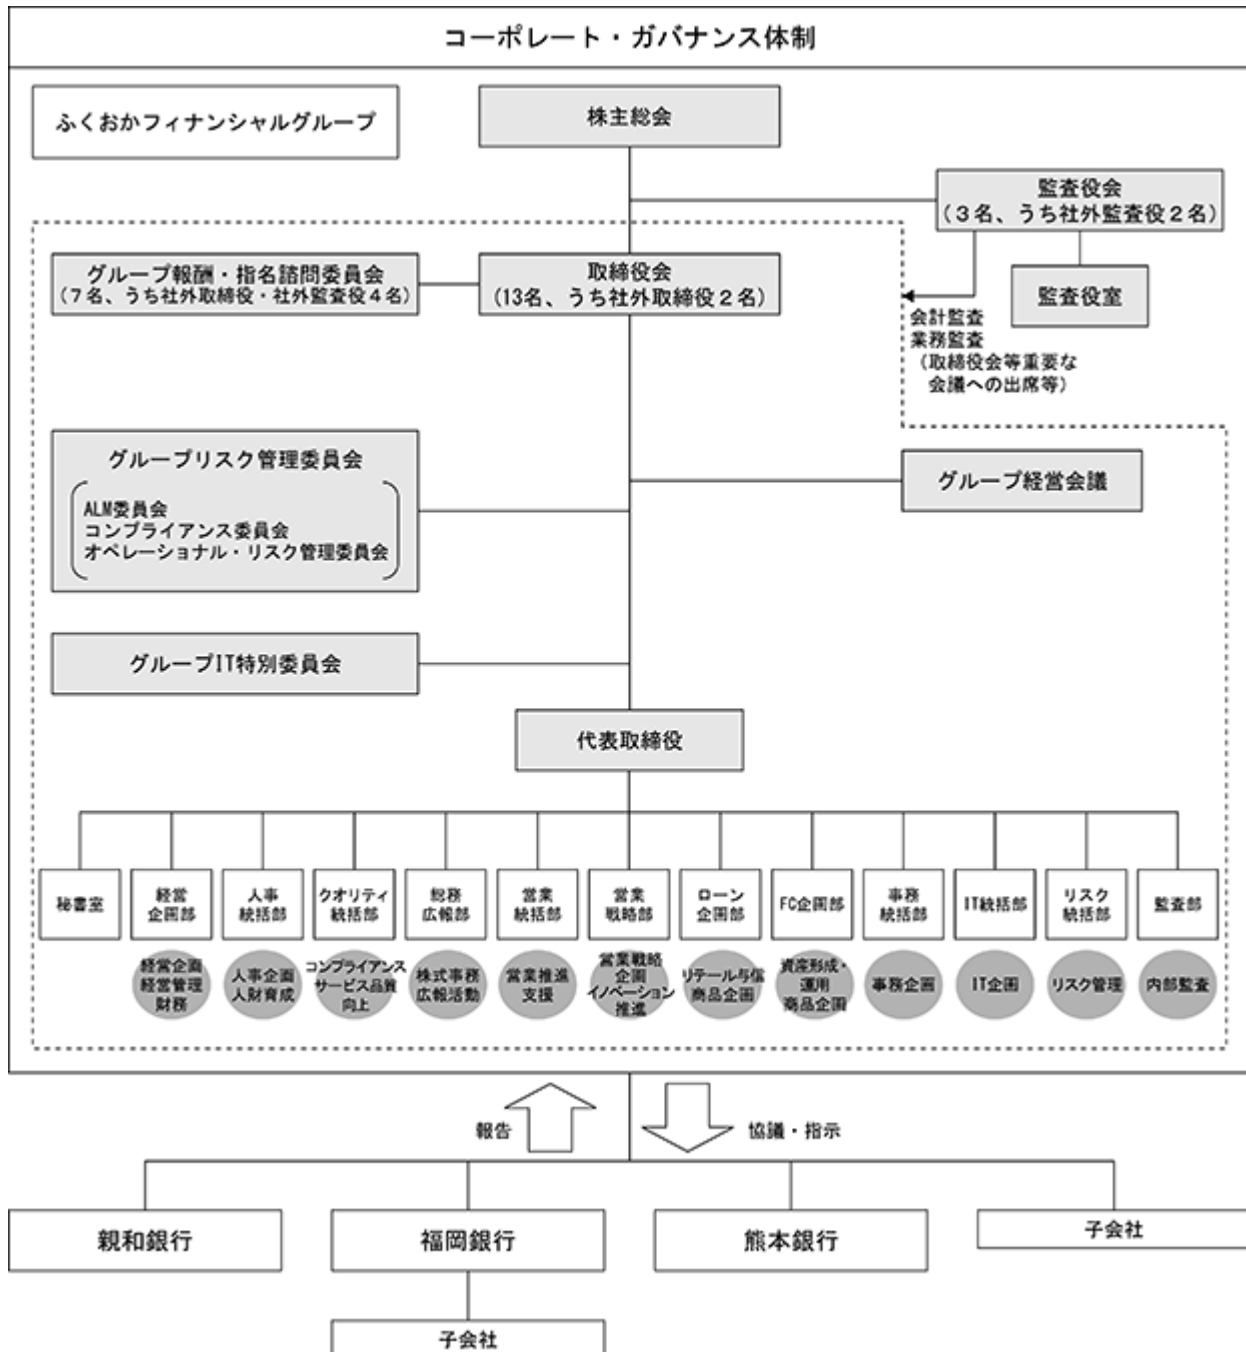 コーポレート・ガバナンス体制
ふくおかフィナンシャルグループ
株主総会
監査役会
(3名、うち社外監査役2名)
グループ報酬・指名諮問委員会
(7名、うち社外取締役・社外監査役4名)
取締役会
(13名、うち社外取締役2名)
監査役室
会計監査
業務監査
(取締役会等重要な
会議への出席等)
グループリスク管理委員会
ALM委員会
コンプライアンス委員会
オペレーショナル・リスク管理委員会
グループ経営会議
グループIT特別委員会
代表取締役
秘書室
経営
企画部
人事
統括部
クオリティ
統括部
総務
広報部
営業
統括部
営業
戦略部
ローン
企画部
FC企画部
事務
統括部
IT統括部
リスク
統括部
監査部
経営企画
経営管理
財務
人事企画
人財育成
コンプライアンス
サービス品質
向上
株式事務
広報活動
営業推進
支援
営業戦略
企画
イノベーション
推進
リテール与信
商品企画
資産形成・
運用
商品企画
事務企画
IT企画
リスク管理
内部監査
報告
協議・指示
親和銀行
福岡銀行
熊本銀行
子会社
子会社